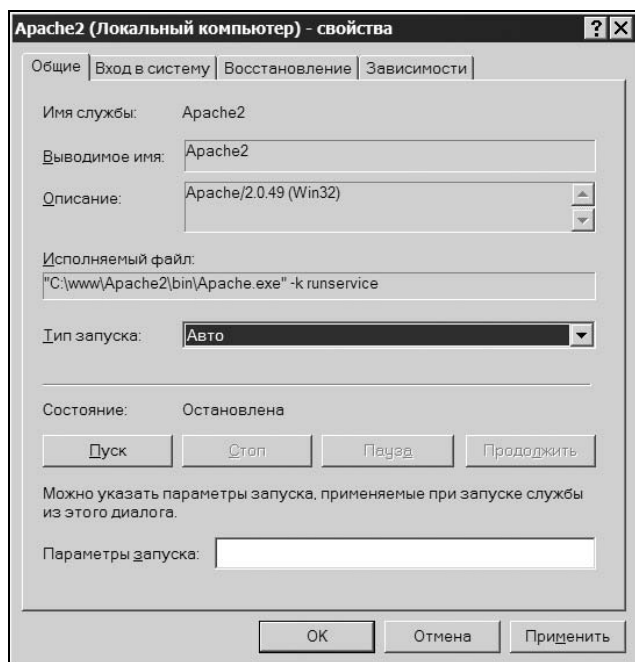 Apache2 (Локальный компьютер) - свойства
Общие Вход в систему Восстановление Зависимости
Имя службы: Apache2
Выводимое имя: Apache2
Описание: Apache/2.0.49 (Win32)
Исполняемый файл:
"C:\www\Apache2\bin\Apache.exe" -k runservice
Тип запуска: Авто
Состояние: Остановлена
Пуск Стоп Пауза Продолжить
Можно указать параметры запуска, применяемые при запуске службы
из этого диалога.
Параметры запуска:
OK Отмена Применить